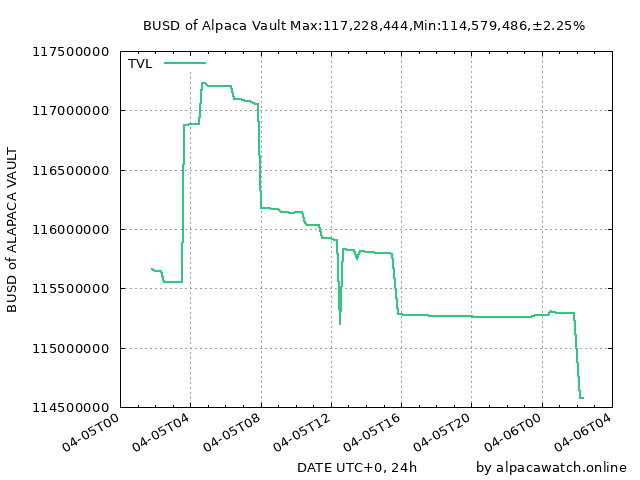 BUSD of Alpaca Vault Max:117,228,444,Min:114,579,486,±2.25%
117500000
TVL
117000000
116500000
116000000
115500000
115000000
114500000
BUSD of ALAPACA VAULT
04-05T00
04-05T04
04-05T08
04-05T12
04-05T16
04-05T20
04-06T00
04-06T04
DATE UTC+0, 24h
by alpacawatch.online